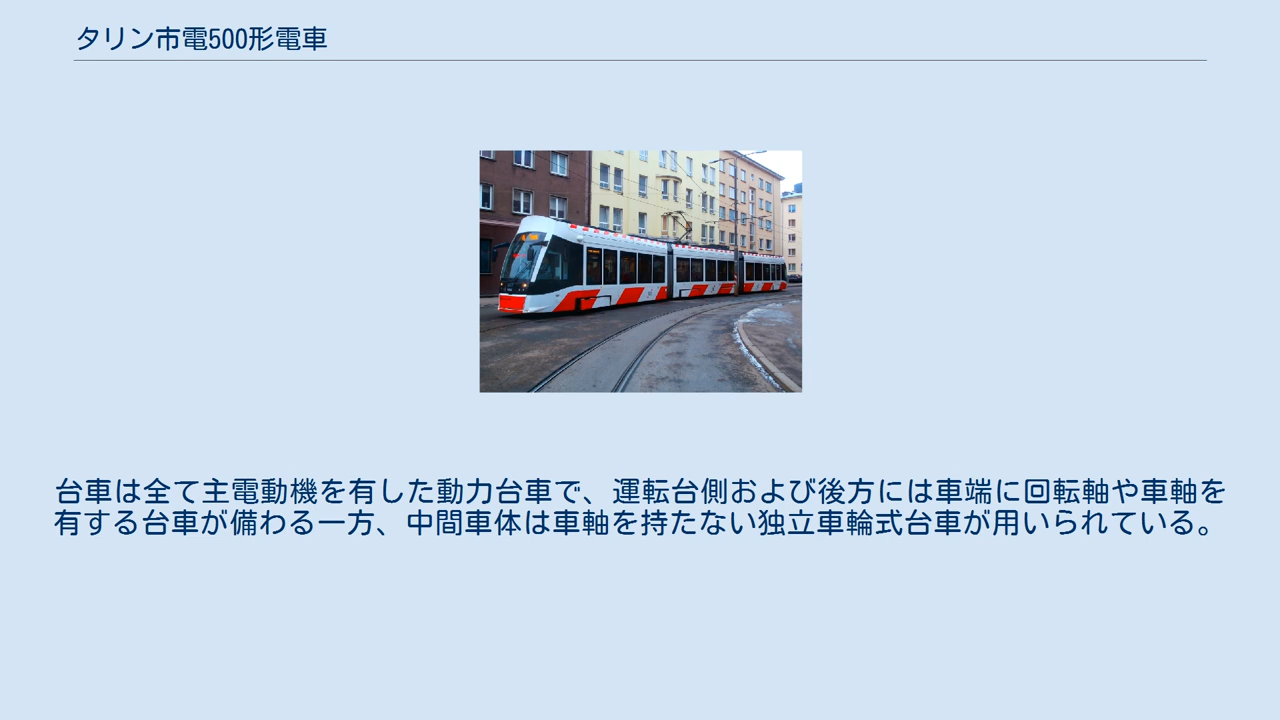 タリン市電500形電車
台車は全て主電動機を有した動力台車で、運転台側および後方には車端に回転軸や車軸を
有する台車が備わる一方、中間車体は車軸を持たない独立車輪式台車が用いられている。